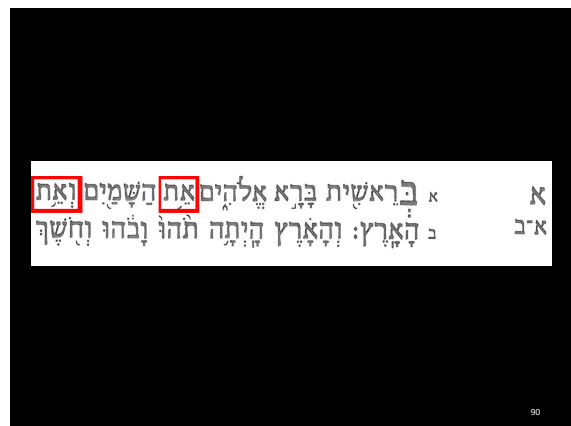 א א בְּרֵאשִׁ֖ית בָּרָ֣א אֱלֹהִ֑ים אֵ֥ת הַשָּׁמַ֖יִם וְאֵ֥ת
א־ב ב הָאָֽרֶץ׃ וְהָאָ֗רֶץ הָיְתָ֥ה תֹ֙הוּ֙ וָבֹ֔הוּ וְחֹ֖שֶׁךְ
90